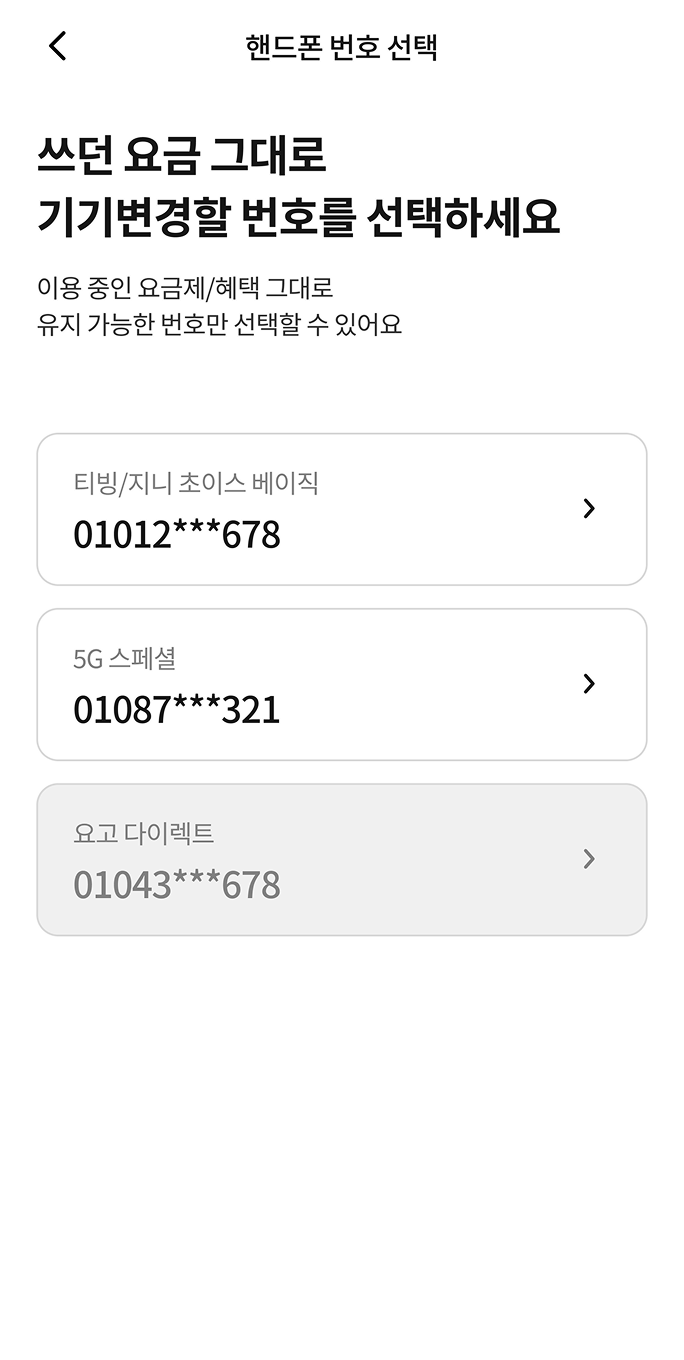 핸드폰 번호 선택
쓰던 요금 그대로
기기변경할 번호를 선택하세요
이용 중인 요금제/혜택 그대로
유지 가능한 번호만 선택할 수 있어요
티빙/지니 초이스 베이직
01012***678
5G 스페셜
01087***321
요고 다이렉트
01043***678